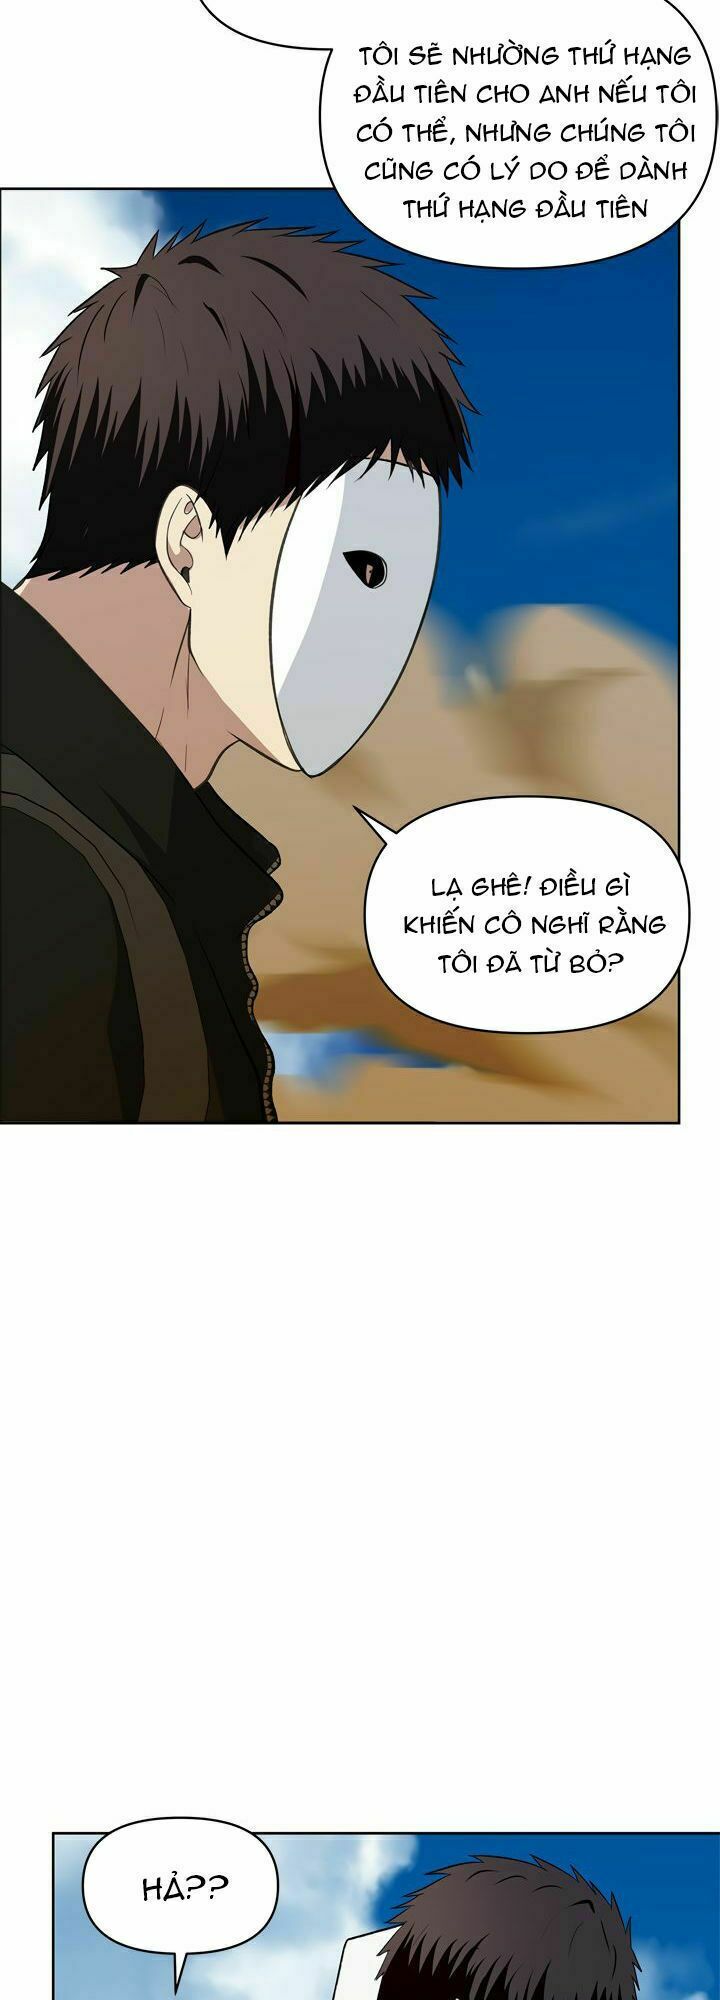 TÔI SẼ NHƯỜNG THỨ HẠNG
ĐẦU TIÊN CHO ANH NẾU TÔI
CÓ THỂ, NHƯNG CHÚNG TÔI
CŨNG CÓ LÝ DO ĐỂ DÀNH
THỨ HẠNG ĐẦU TIÊN
LẠ GHÊ! ĐIỀU GÌ
KHIẾN CÔ NGHĨ RẰNG
TÔI ĐÃ TỪ BỎ?
HẢ??